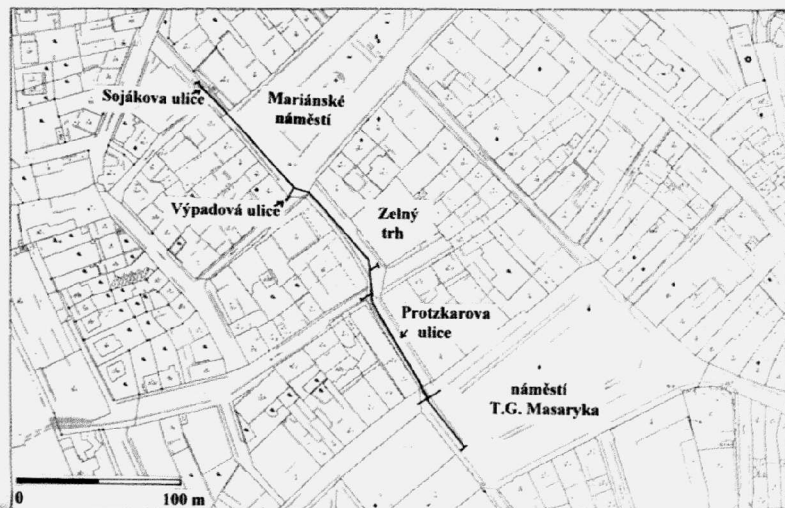 Sojákova ulice
Mariánské
náměstí
Výpadová ulice
Zelný
trh
Protzkarova
ulice
náměstí
T.G. Masaryka
0 100 m